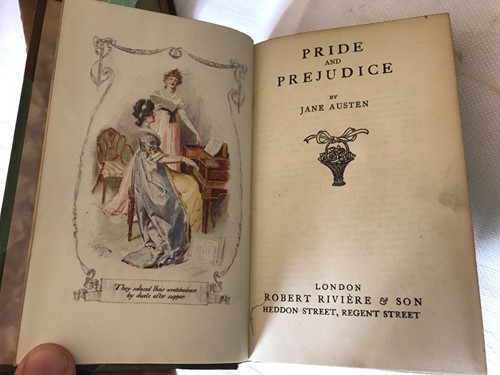 They solaced their wretchedness
by duets after supper
PRIDE
AND
PREJUDICE
BY
JANE AUSTEN
LONDON
ROBERT RIVIÈRE & SON
HEDDON STREET, REGENT STREET